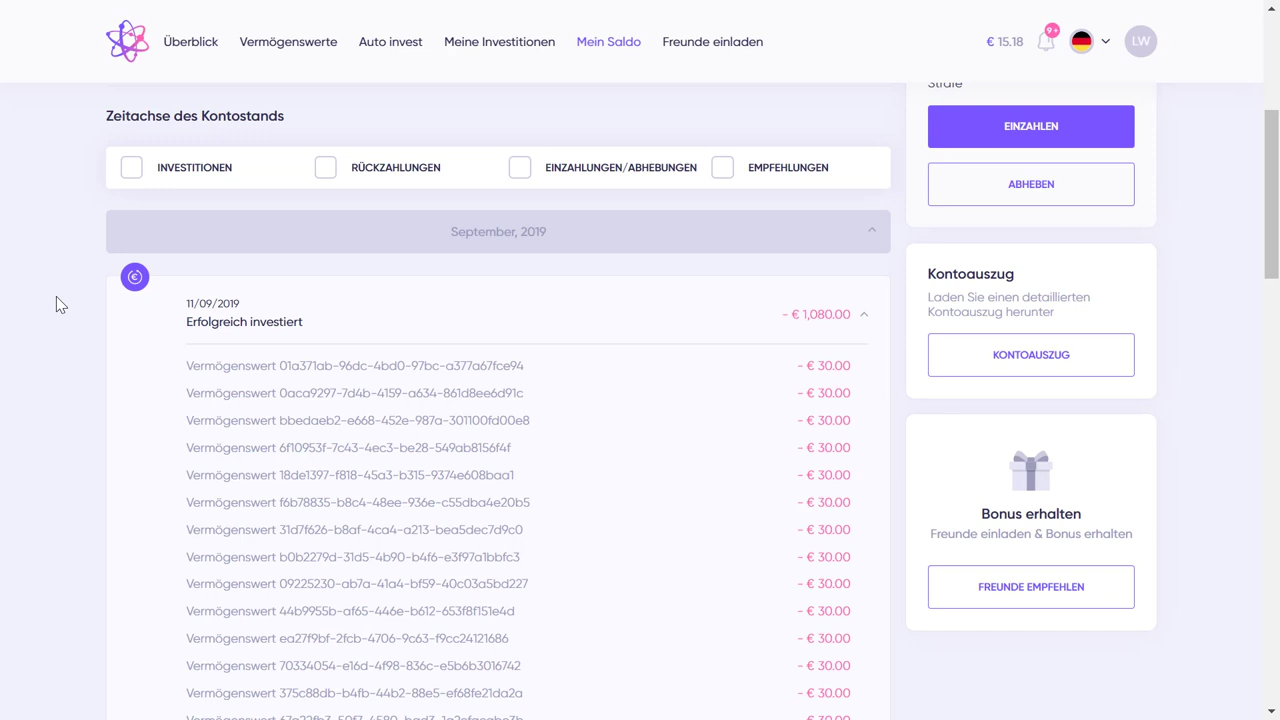 Überblick
Vermögenswerte
Auto invest
Meine Investitionen
Mein Saldo
Freunde einladen
€ 15.18
9+
LW
Strafe
Zeitachse des Kontostands
EINZAHLEN
INVESTITIONEN
RÜCKZAHLUNGEN
EINZAHLUNGEN/ABHEBUNGEN
EMPFEHLUNGEN
ABHEBEN
September, 2019
Kontoauszug
Laden Sie einen detaillierten
Kontoauszug herunter
KONTOAUSZUG
11/09/2019
Erfolgreich investiert
- € 1,080.00
Vermögenswert 01a371ab-96dc-4bd0-97bc-a377a67fce94 - € 30.00
Vermögenswert 0aca9297-7d4b-4159-a634-861d8ee6d91c - € 30.00
Vermögenswert bbedaeb2-e668-452e-987a-301100fd00e8 - € 30.00
Vermögenswert 6f10953f-7c43-4ec3-be28-549ab8156f4f - € 30.00
Vermögenswert 18de1397-f818-45a3-b315-9374e608baa1 - € 30.00
Vermögenswert f6b78835-b8c4-48ee-936e-c55dba4e20b5 - € 30.00
Vermögenswert 31d7f626-b8af-4ca4-a213-bea5dec7d9c0 - € 30.00
Vermögenswert b0b2279d-31d5-4b90-b4f6-e3f97a1bbfc3 - € 30.00
Vermögenswert 09225230-ab7a-41a4-bf59-40c03a5bd227 - € 30.00
Vermögenswert 44b9955b-af65-446e-b612-653f8f151e4d - € 30.00
Vermögenswert ea27f9bf-2fcb-4706-9c63-f9cc24121686 - € 30.00
Vermögenswert 70334054-e16d-4f98-836c-e5b6b3016742 - € 30.00
Vermögenswert 375c88db-b4fb-44b2-88e5-ef68fe21da2a - € 30.00
Bonus erhalten
Freunde einladen & Bonus erhalten
FREUNDE EMPFEHLEN